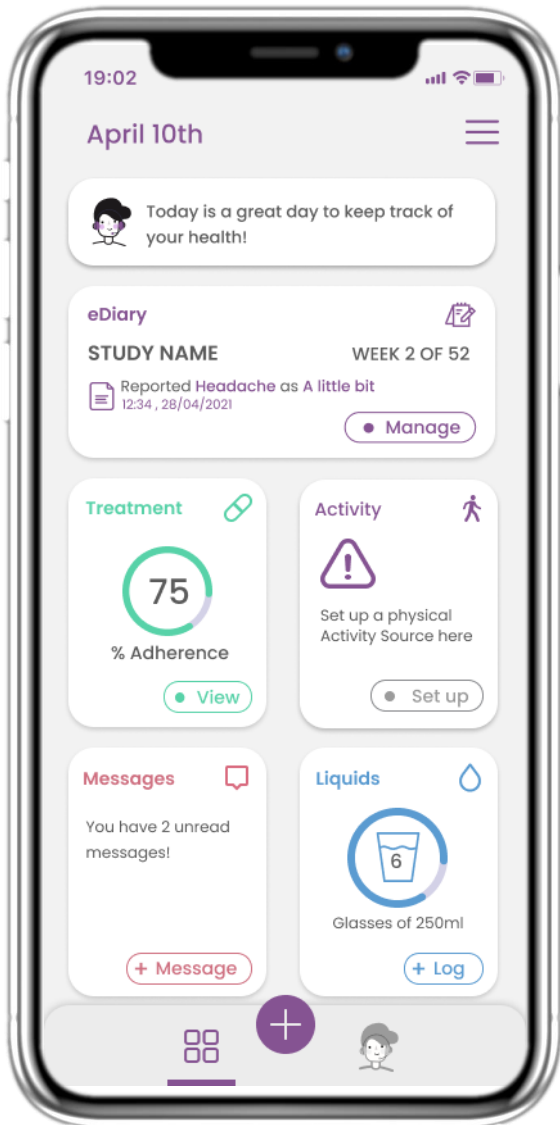 19:02
April 10th
Today is a great day to keep track of
your health!
eDiary
STUDY NAME
WEEK 2 OF 52
Reported Headache as A little bit
12:34 , 28/04/2021
Manage
Treatment
75
% Adherence
View
Activity
Set up a physical
Activity Source here
Set up
Messages
You have 2 unread
messages!
+ Message
Liquids
6
Glasses of 250ml
+ Log